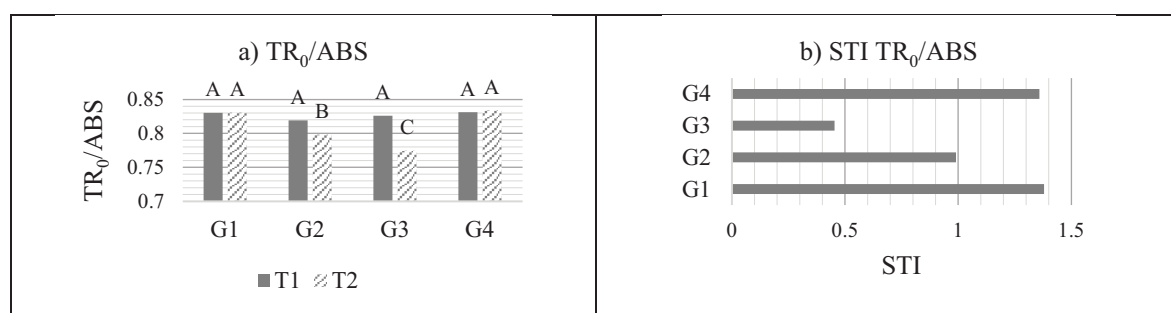 a) TR₀/ABS
A A A B A C A A
TR₀/ABS
0.85
0.8
0.75
0.7
G1 G2 G3 G4
T1 T2
b) STI TR₀/ABS
G4
G3
G2
G1
0 0.5 1 1.5
STI